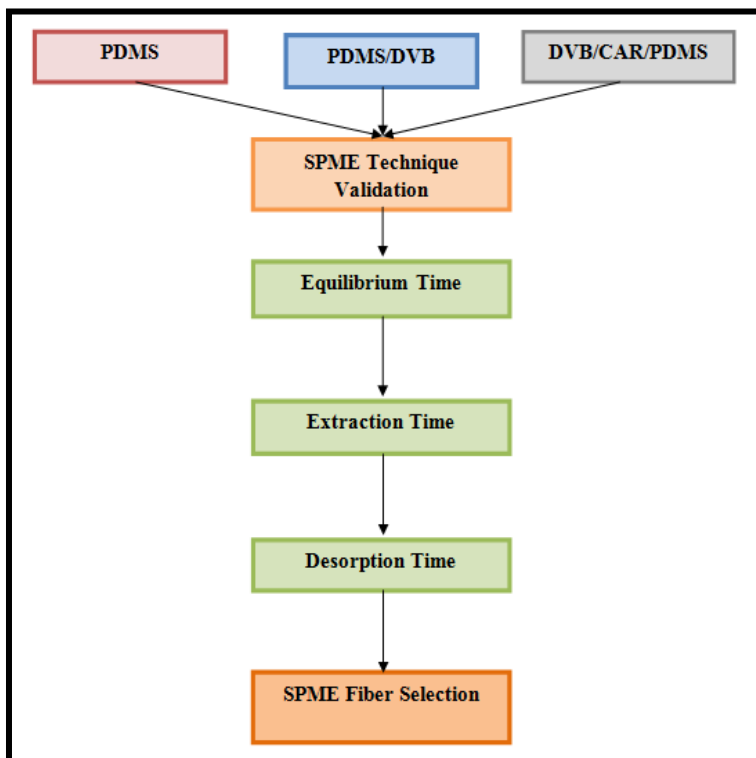 PDMS
PDMS/DVB
DVB/CAR/PDMS
SPME Technique
Validation
Equilibrium Time
Extraction Time
Desorption Time
SPME Fiber Selection